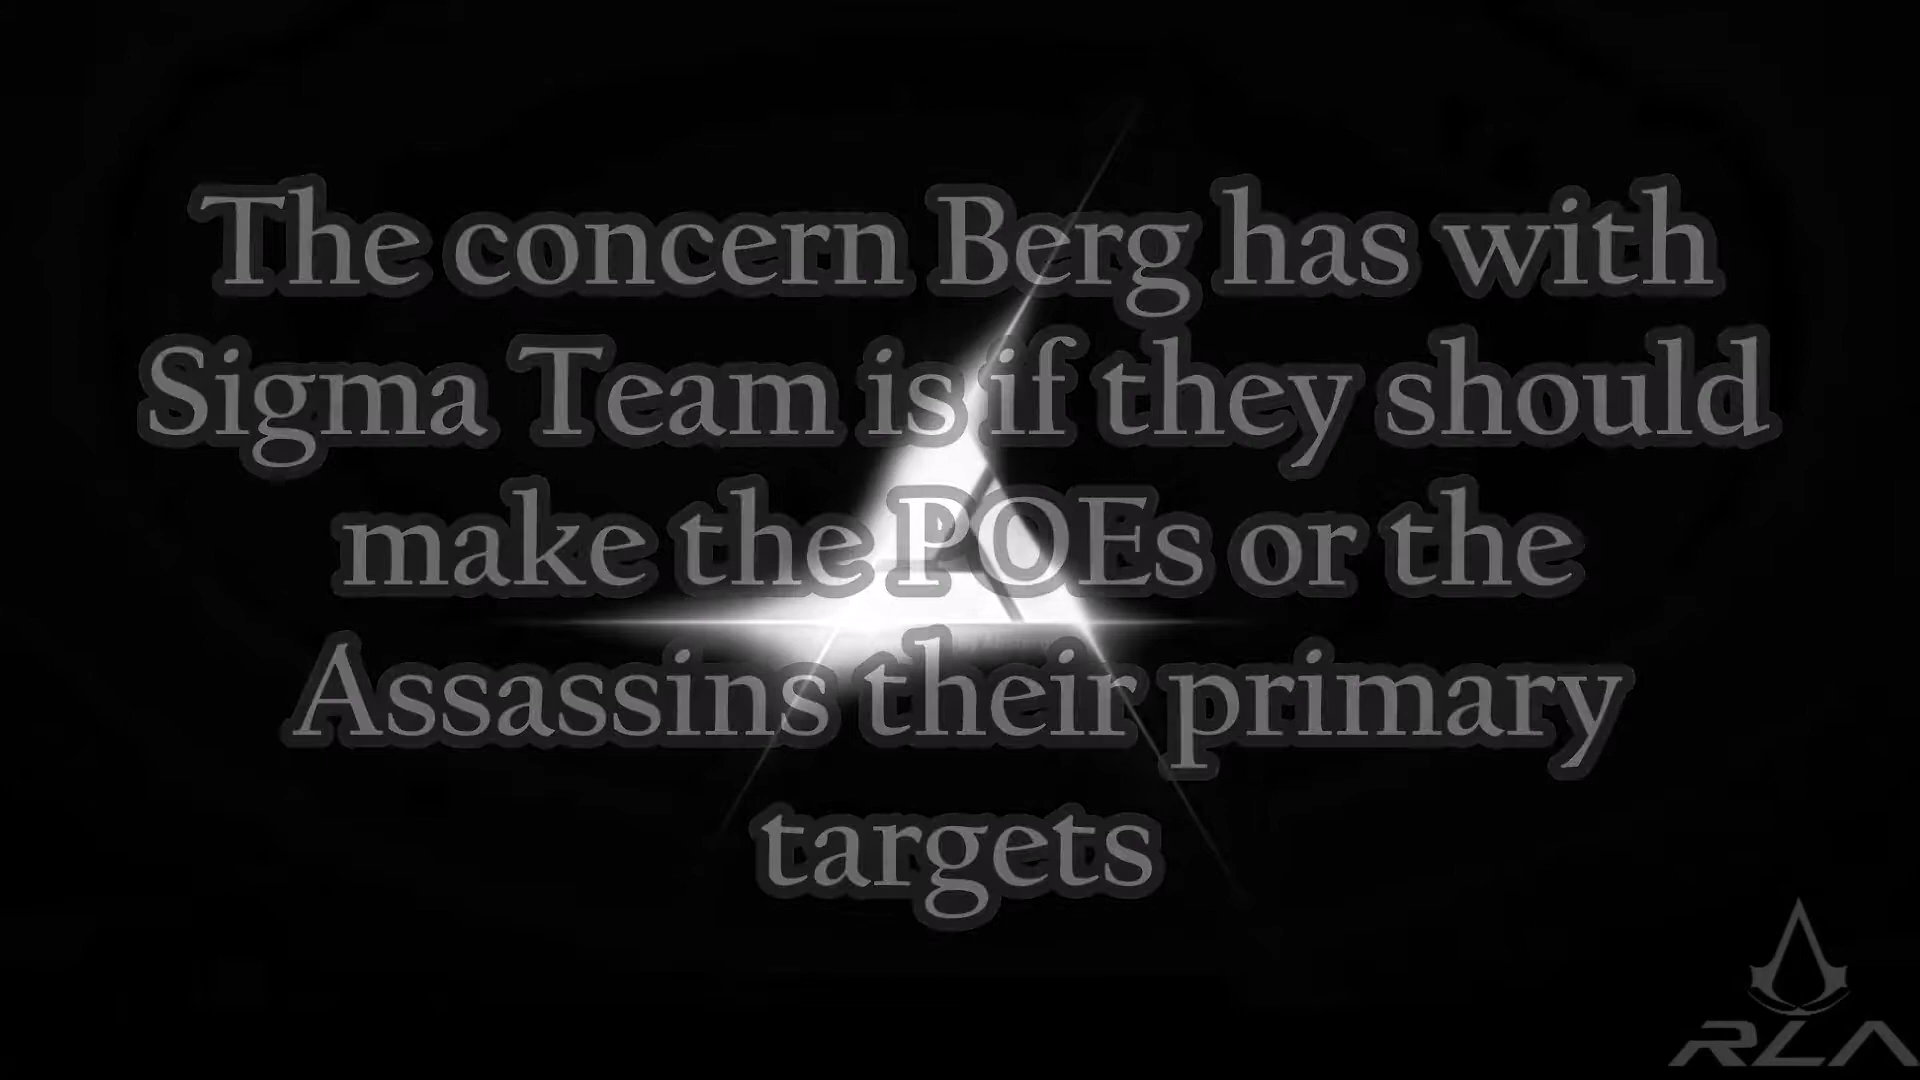 The concern Berg has with
Sigma Team is if they should
make the POEs or the
Assassins their primary
targets
RLA